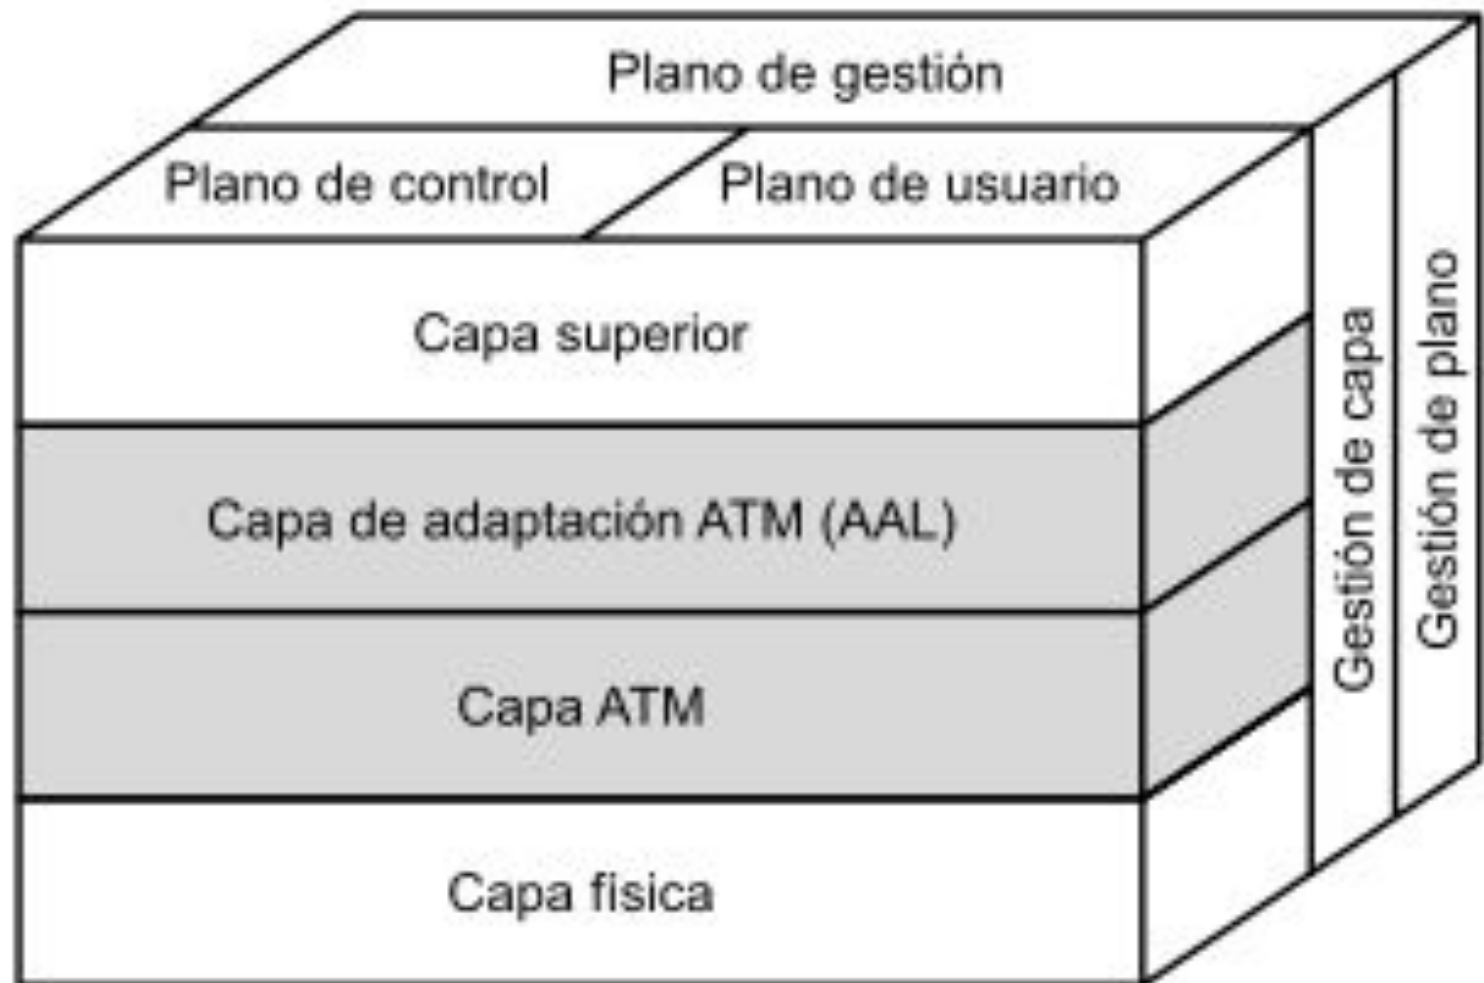 Plano de gestión
Plano de control
Plano de usuario
Capa superior
Capa de adaptación ATM (AAL)
Capa ATM
Capa física
Gestión de capa
Gestión de plano